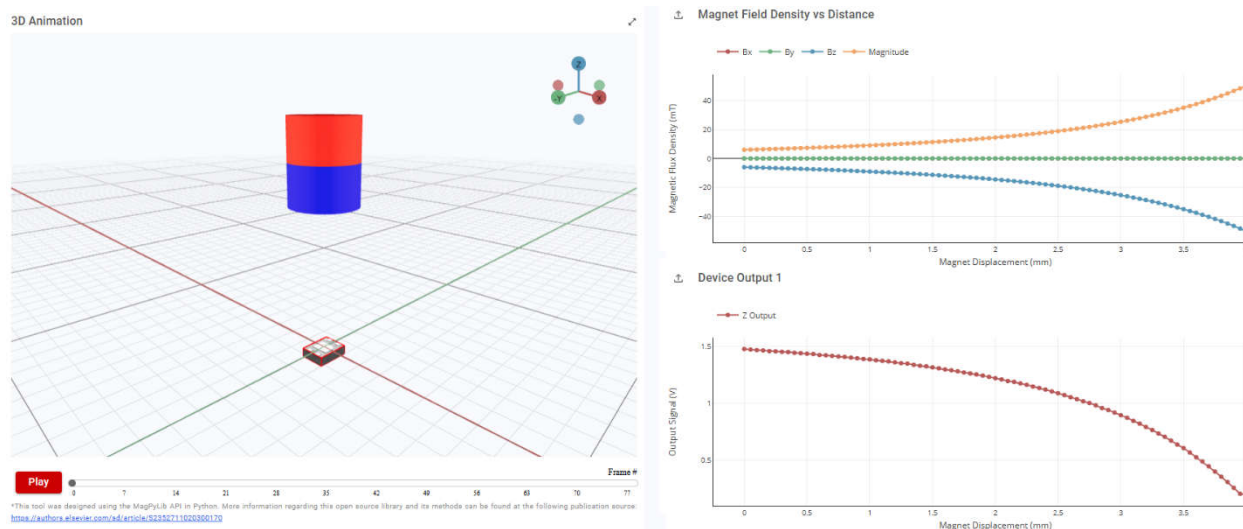 3D Animation
Z
-Y
X
Play
Frame #
0 7 14 21 28 35 42 49 56 63 70 77
*This tool was designed using the MagPyLib API in Python. More information regarding this open source library and its methods can be found at the following publication source:
https://authors.elsevier.com/sd/article/S2352711020300170
Magnet Field Density vs Distance
Bx By Bz Magnitude
Magnetic Flux Density (mT)
40
20
0
−20
−40
0 0.5 1 1.5 2 2.5 3 3.5
Magnet Displacement (mm)
Device Output 1
Z Output
Output Signal (V)
1.5
1
0.5
0 0.5 1 1.5 2 2.5 3 3.5
Magnet Displacement (mm)